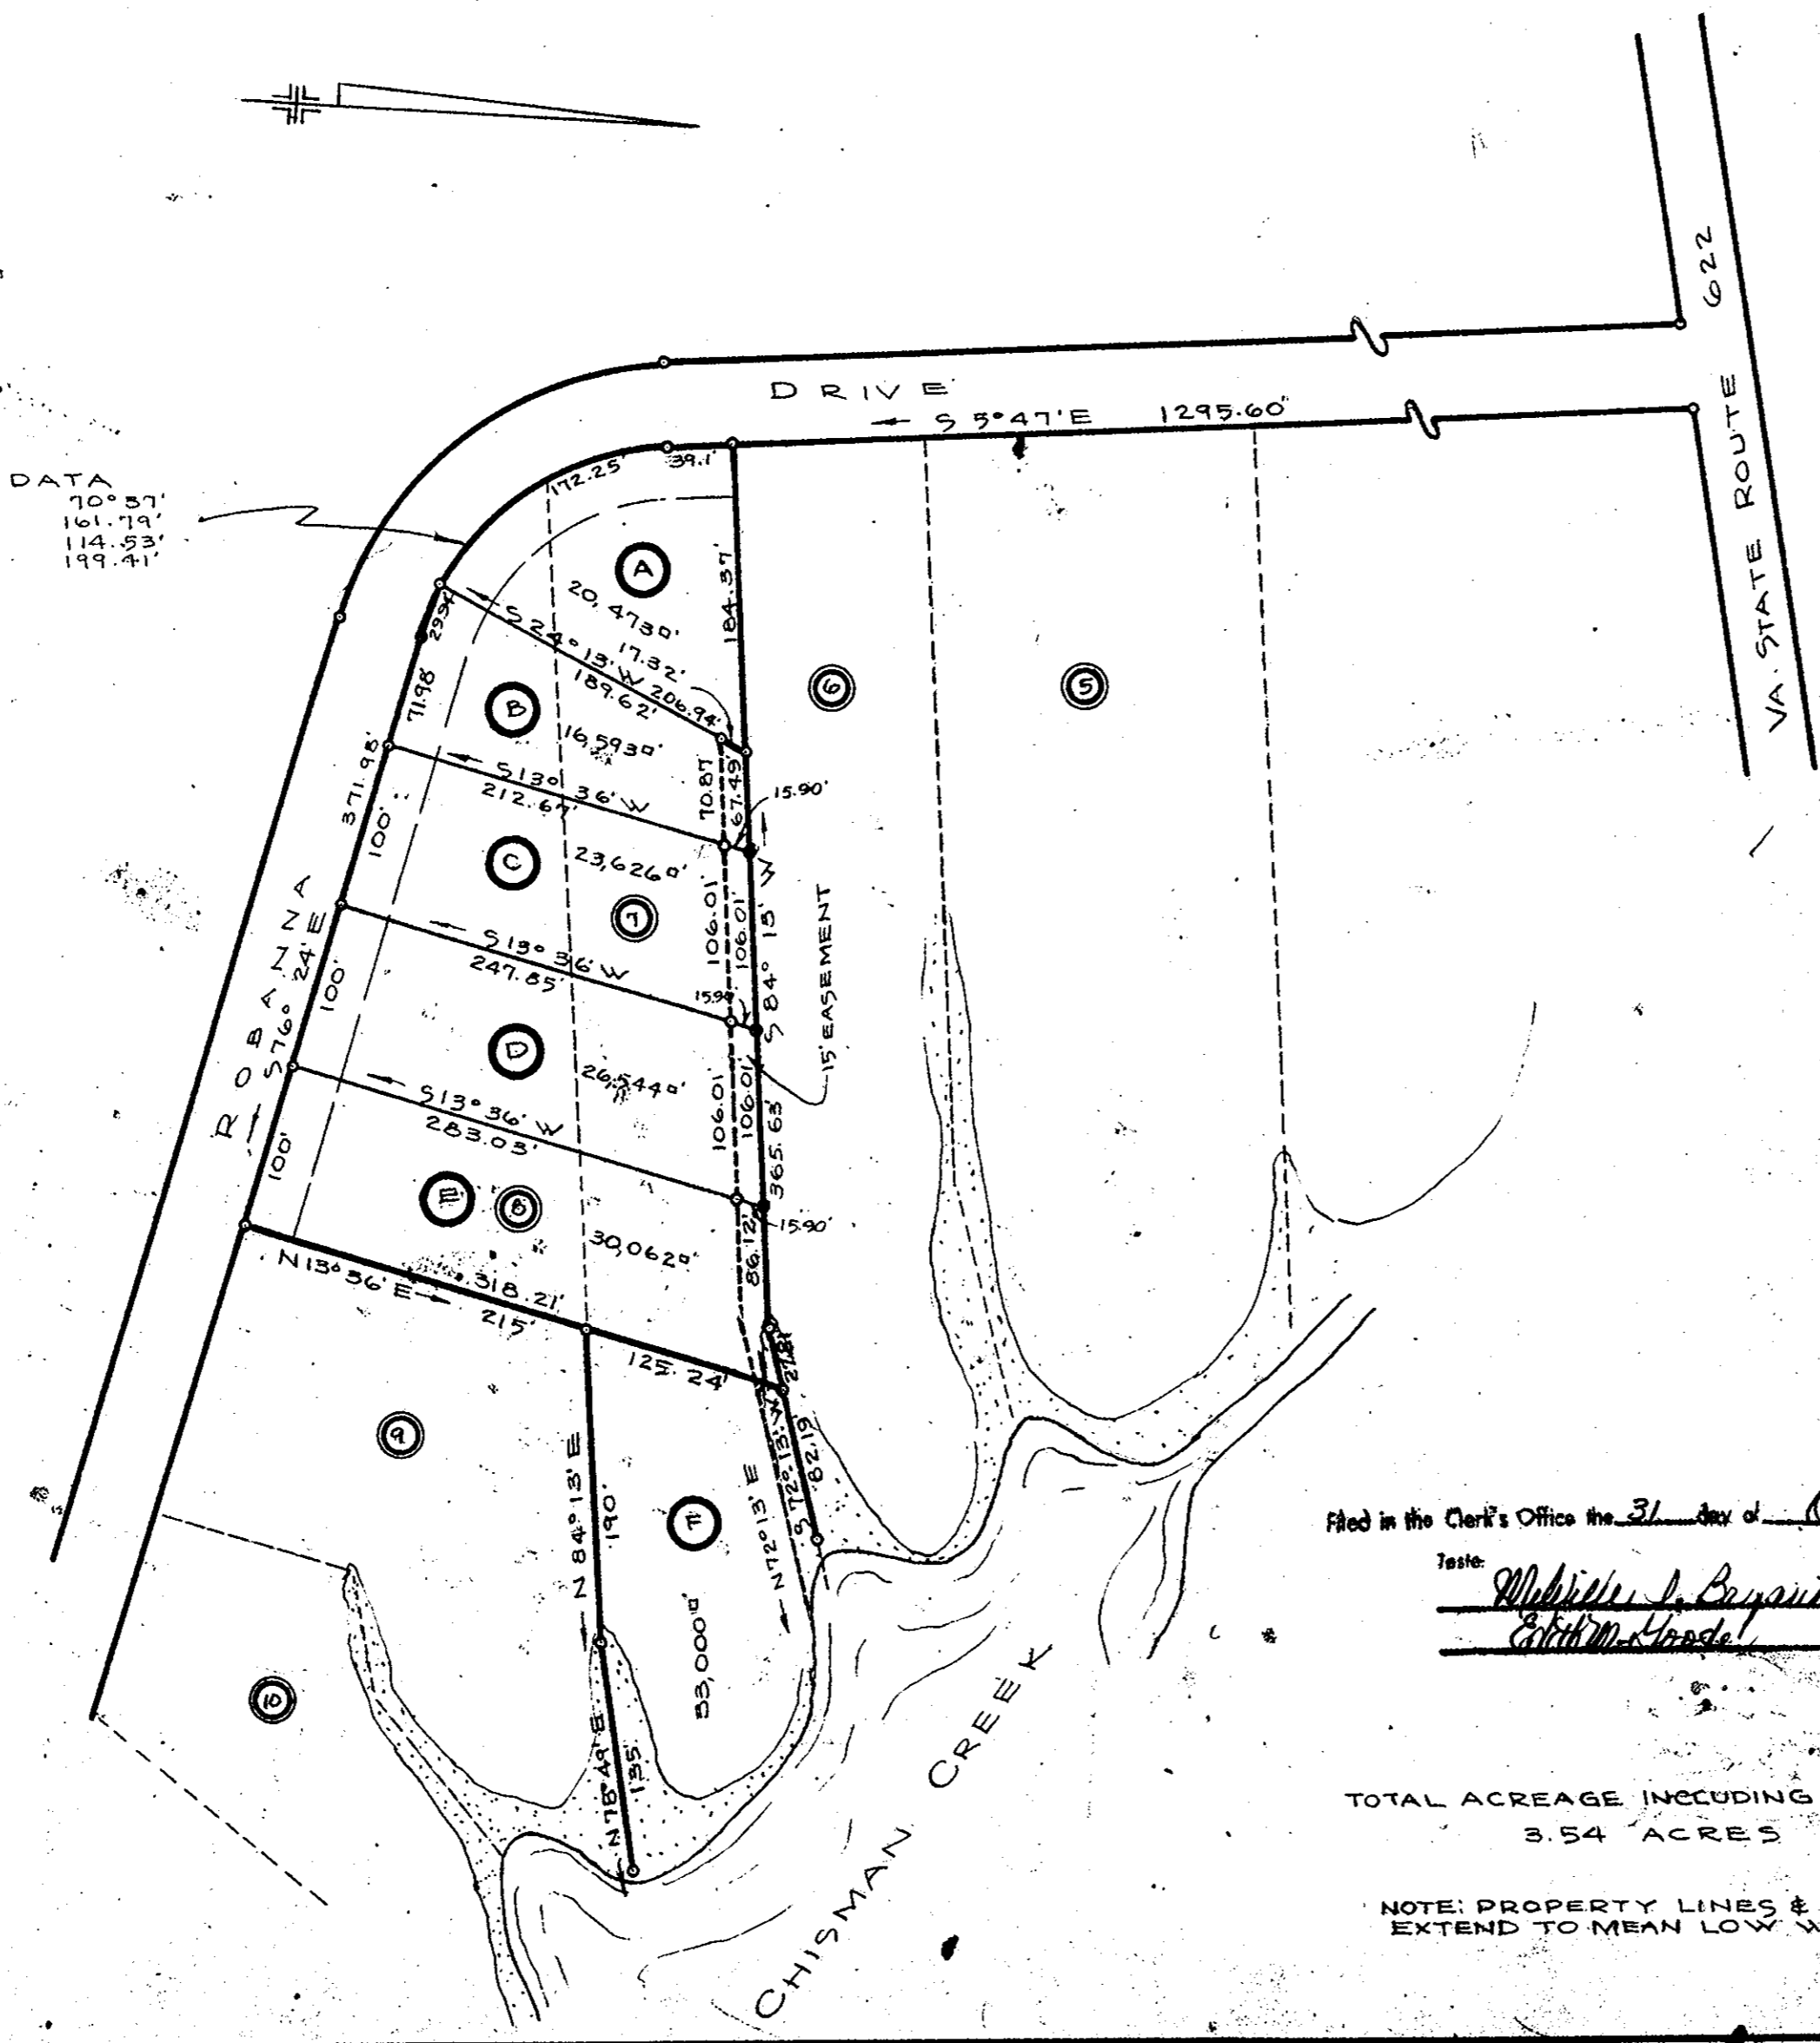 DATA
70°37'
161.79'
114.53'
199.41'
DRIVE
S 5°47'E 1295.60'
VA. STATE ROUTE 622
172.25'
39.1'
A
20,473□'
184.37'
29.94'
S 24°13' W 206.94'
17.32'
189.62'
6
5
71.98'
B
16,593□'
70.87
67.49'
15.90'
S 13° 36' W
212.67'
371.98'
100'
C
23,626□'
7
106.01'
106.01'
S 84° 13' W
365.63'
15' EASEMENT
S 13° 36' W
247.85'
15.90'
ROBANNA
S 76° 24' E
100'
D
26,544□'
106.01'
106.01'
S 13° 36' W
283.03'
15.90'
100'
E
8
30,062□'
86.12'
N 13° 36' E 318.21'
215'
125.24'
27.81'
9
N 84° 13' E
190'
F
33,000□'
N 72° 13' E
S 72° 13' W
82.19'
10
N 78° 49' E
135'
CHISMAN CREEK
Filed in the Clerk's Office the 31 day of
Teste:
TOTAL ACREAGE INCLUDING
3.54 ACRES
NOTE: PROPERTY LINES &
EXTEND TO MEAN LOW W